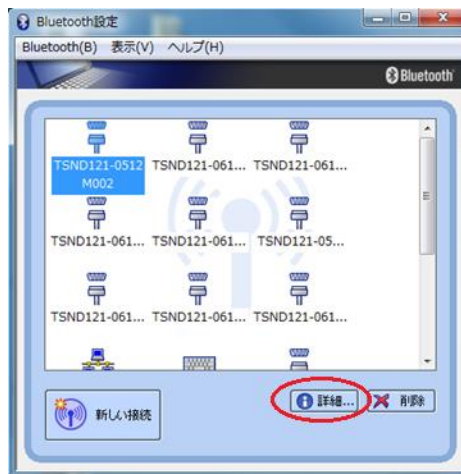 Bluetooth設定
Bluetooth(B) 表示(V) ヘルプ(H)
Bluetooth
TSND121-0512
M002
TSND121-061...
TSND121-061...
TSND121-061...
TSND121-061...
TSND121-05...
TSND121-061...
TSND121-061...
TSND121-061...
新しい接続
詳細...
削除